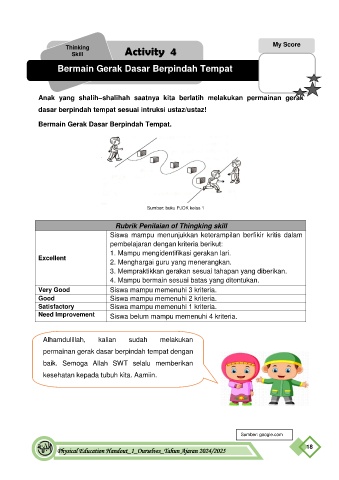 Thinking
Skill
Activity 4
My Score
Bermain Gerak Dasar Berpindah Tempat
Anak yang shalih–shalihah saatnya kita berlatih melakukan permainan gerak
dasar berpindah tempat sesuai intruksi ustaz/ustaz!
Bermain Gerak Dasar Berpindah Tempat.
Sumber: buku PJOK kelas 1
Rubrik Penilaian of Thingking skill
Excellent
Siswa mampu menunjukkan keterampilan berfikir kritis dalam
pembelajaran dengan kriteria berikut:
1. Mampu mengidentifikasi gerakan lari.
2. Menghargai guru yang menerangkan.
3. Mempraktikkan gerakan sesuai tahapan yang diberikan.
4. Mampu bermain sesuai batas yang ditentukan.
Very Good Siswa mampu memenuhi 3 kriteria.
Good Siswa mampu memenuhi 2 kriteria.
Satisfactory Siswa mampu memenuhi 1 kriteria.
Need Improvement Siswa belum mampu memenuhi 4 kriteria.
Alhamdulillah, kalian sudah melakukan
permainan gerak dasar berpindah tempat dengan
baik. Semoga Allah SWT selalu memberikan
kesehatan kepada tubuh kita. Aamiin.
Sumber: google.com
Physical Education Handout_1_Ourselves_Tahun Ajaran 2024/2025
18